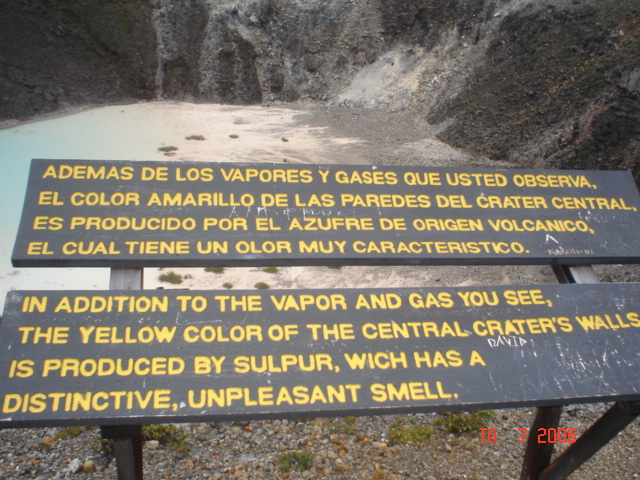 ADEMAS DE LOS VAPORES Y GASES QUE USTED OBSERVA,
EL COLOR AMARILLO DE LAS PAREDES DEL CRATER CENTRAL,
ES PRODUCIDO POR EL AZUFRE DE ORIGEN VOLCANICO,
EL CUAL TIENE UN OLOR MUY CARACTERISTICO.
IN ADDITION TO THE VAPOR AND GAS YOU SEE,
THE YELLOW COLOR OF THE CENTRAL CRATER'S WALLS
DAVID
IS PRODUCED BY SULPUR, WICH HAS A
DISTINCTIVE, UNPLEASANT SMELL.
16 7 2006